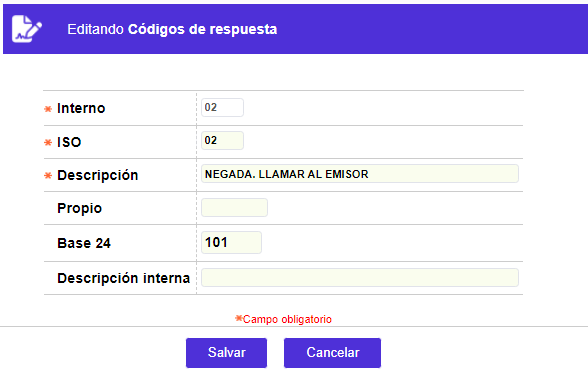 Editando Códigos de respuesta
* Interno 02
* ISO 02
* Descripción NEGADA. LLAMAR AL EMISOR
Propio
Base 24 101
Descripción interna
*Campo obligatorio
Salvar Cancelar